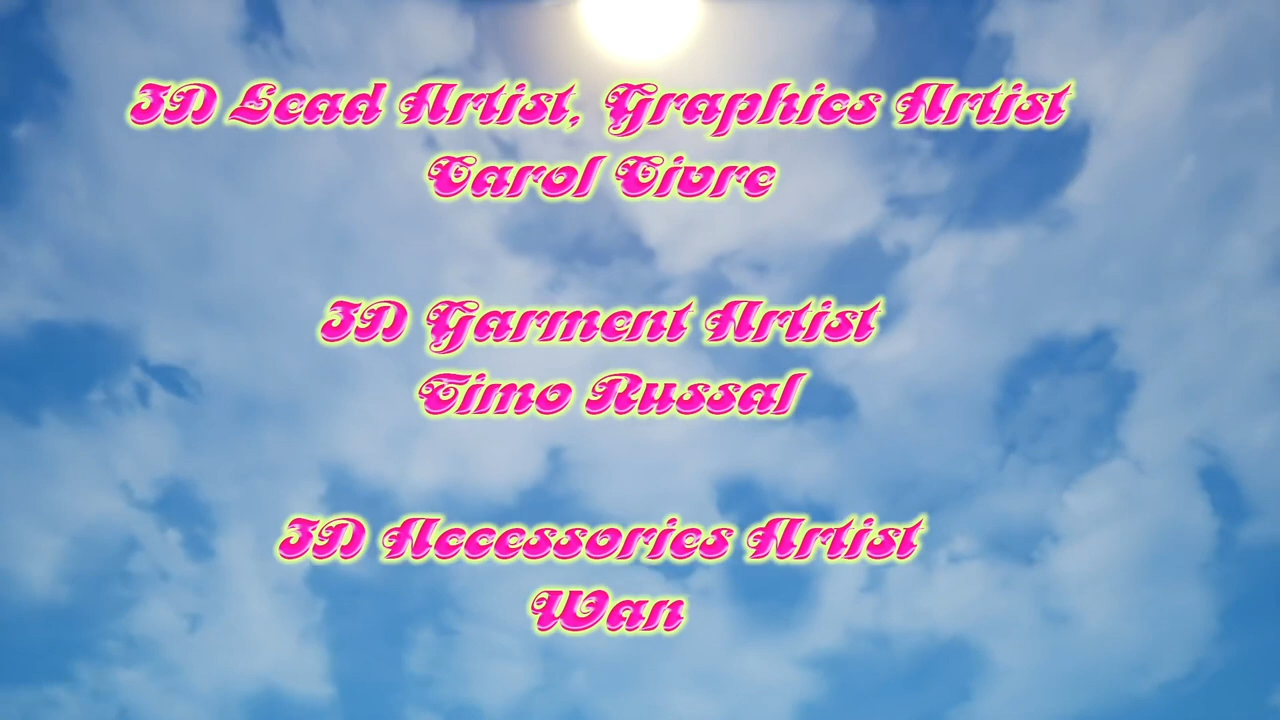 3D Lead Artist, Graphics Artist
Carol Civre
3D Garment Artist
Timo Russal
3D Accessories Artist
Wan